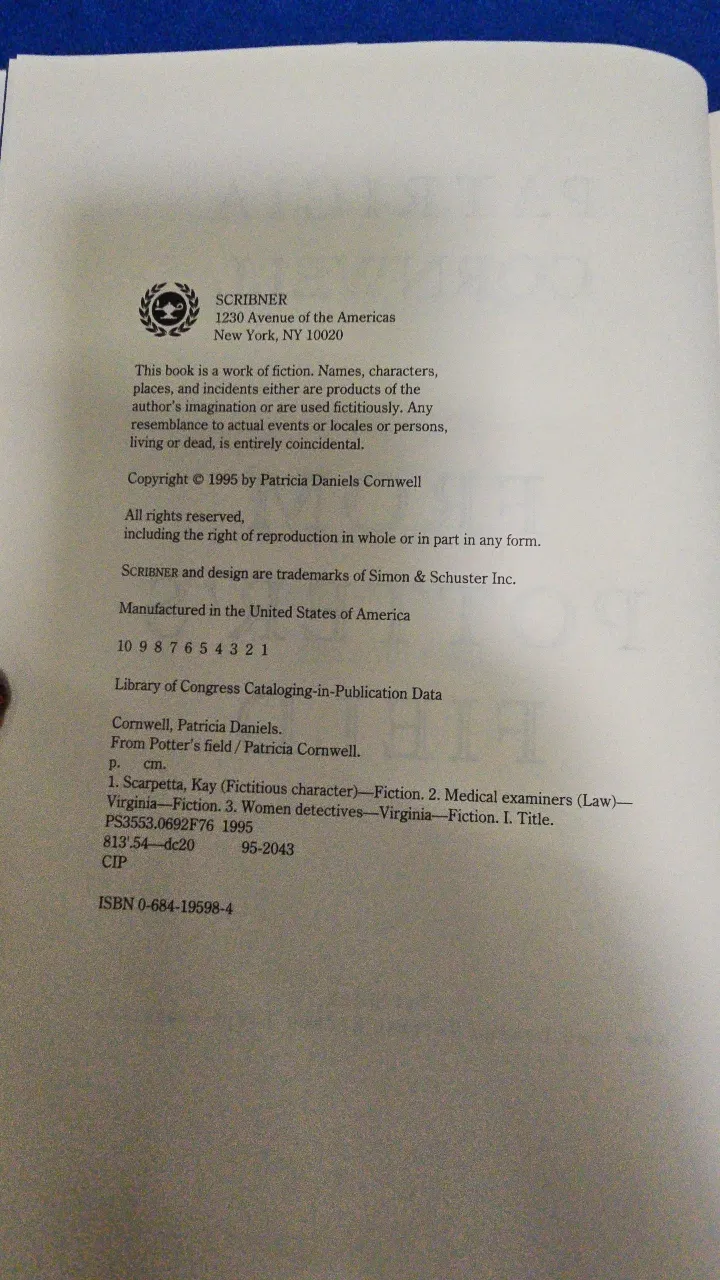 SCRIBNER
1230 Avenue of the Americas
New York, NY 10020
This book is a work of fiction. Names, characters,
places, and incidents either are products of the
author's imagination or are used fictitiously. Any
resemblance to actual events or locales or persons,
living or dead, is entirely coincidental.
Copyright © 1995 by Patricia Daniels Cornwell
All rights reserved,
including the right of reproduction in whole or in part in any form.
SCRIBNER and design are trademarks of Simon & Schuster Inc.
Manufactured in the United States of America
10 9 8 7 6 5 4 3 2 1
Library of Congress Cataloging-in-Publication Data
Cornwell, Patricia Daniels.
From Potter's field / Patricia Cornwell.
p. cm.
1. Scarpetta, Kay (Fictitious character)—Fiction. 2. Medical examiners (Law)—
Virginia—Fiction. 3. Women detectives—Virginia—Fiction. I. Title.
PS3553.0692F76 1995
813'.54—dc20 95-2043
CIP
ISBN 0-684-19598-4